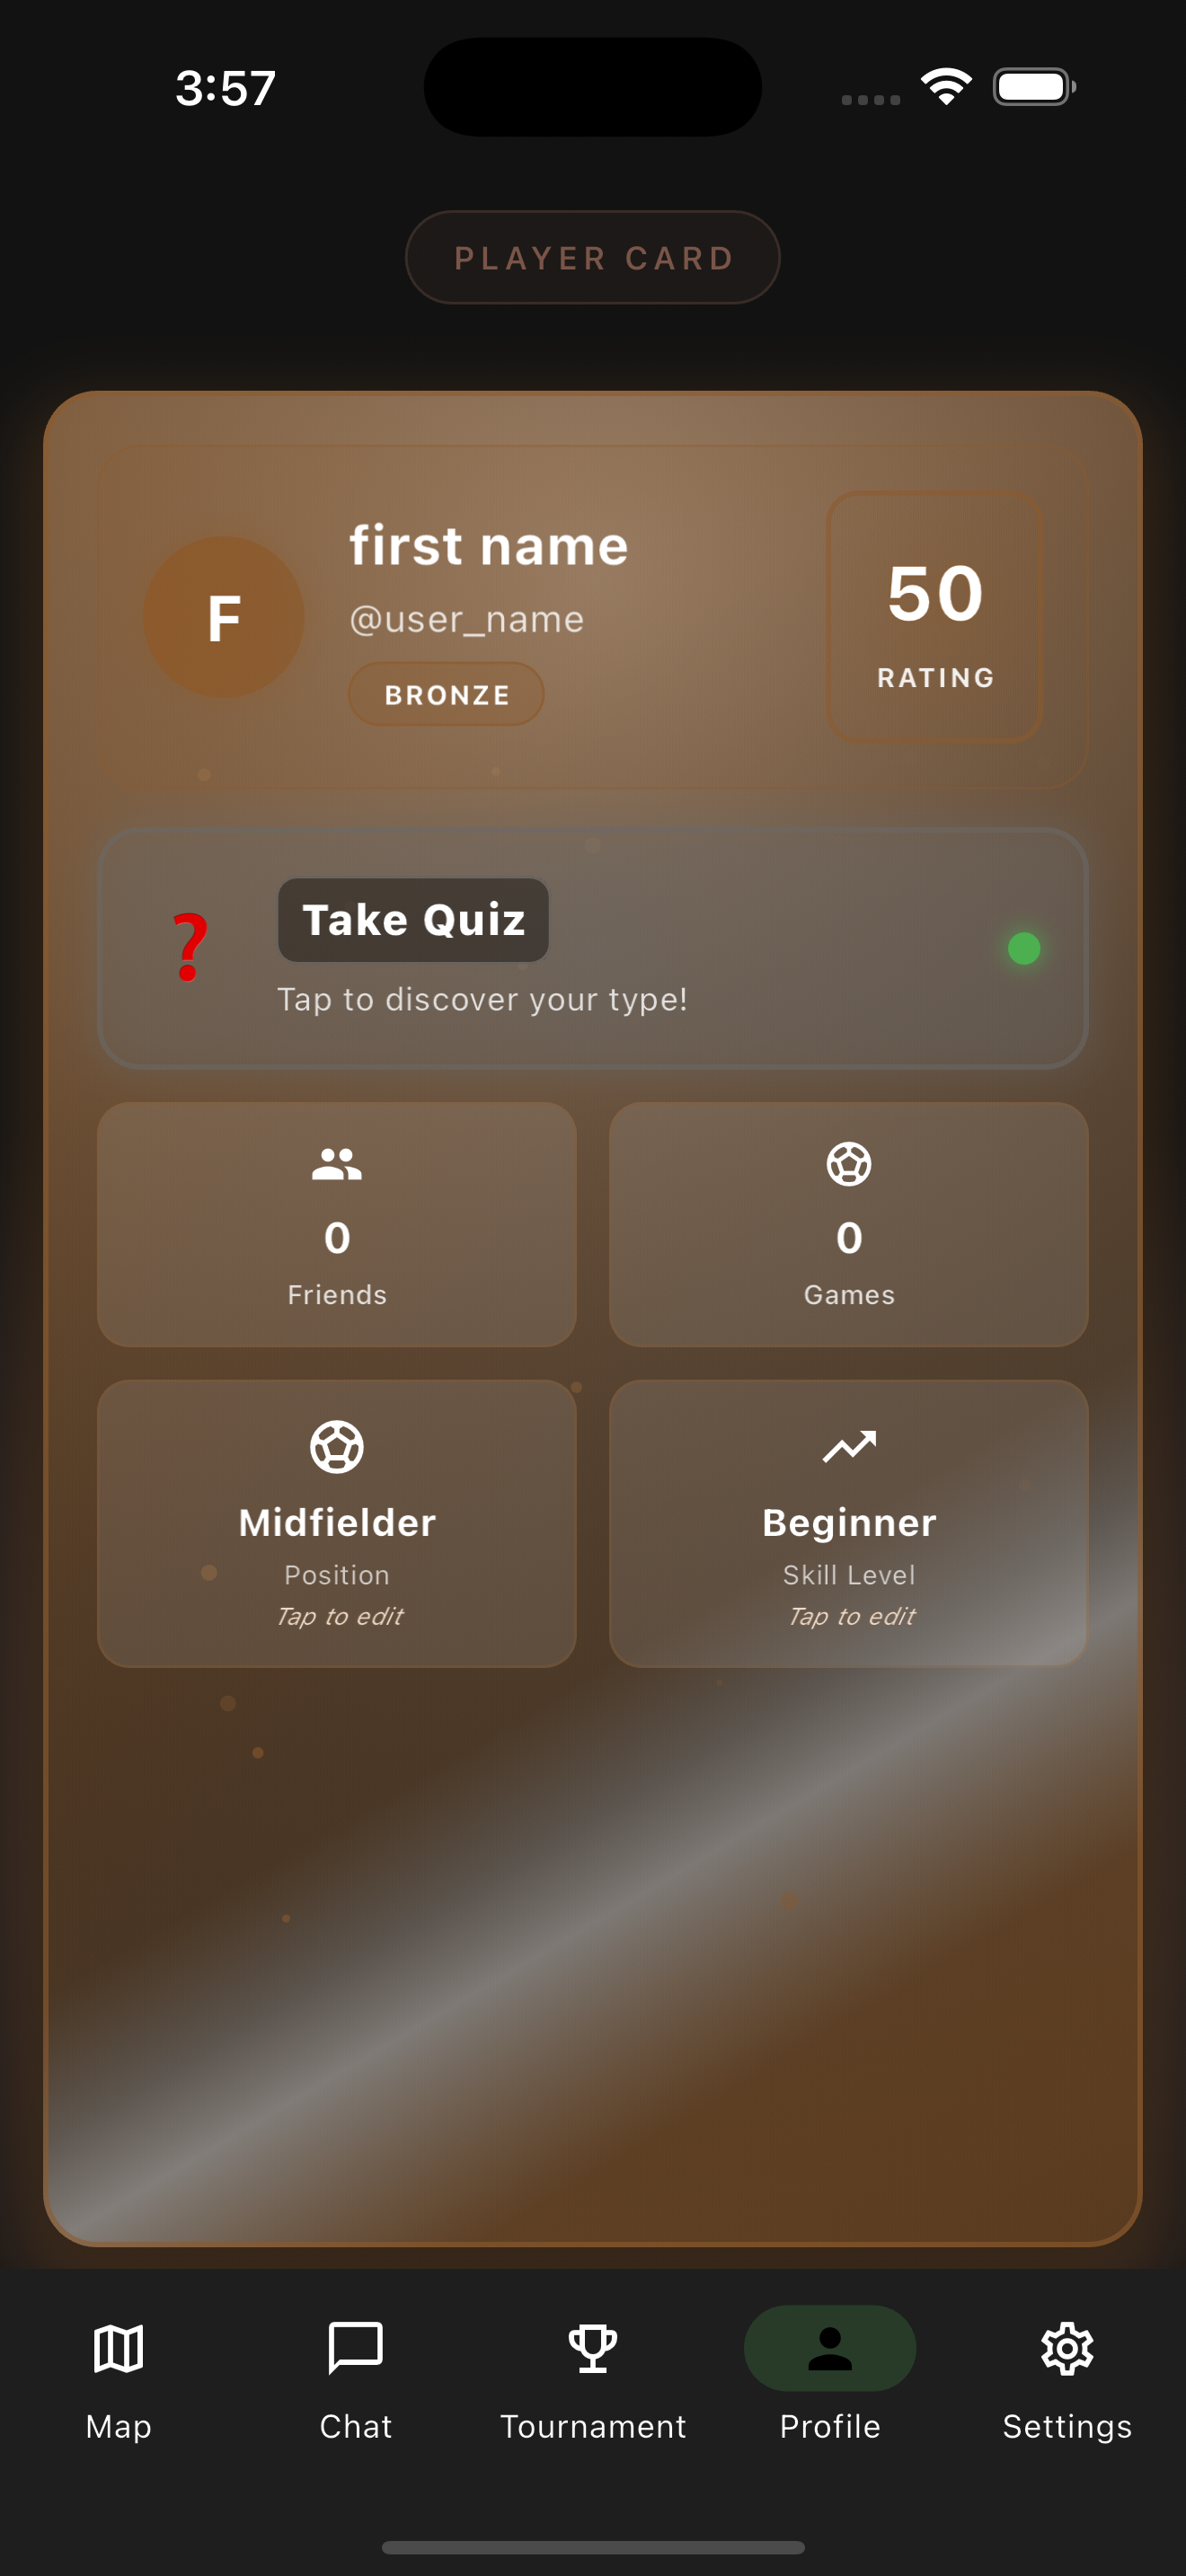 3:57
PLAYER CARD
F
first name
@user_name
BRONZE
50
RATING
?
Take Quiz
Tap to discover your type!
0
Friends
0
Games
Midfielder
Position
Tap to edit
Beginner
Skill Level
Tap to edit
Map
Chat
Tournament
Profile
Settings